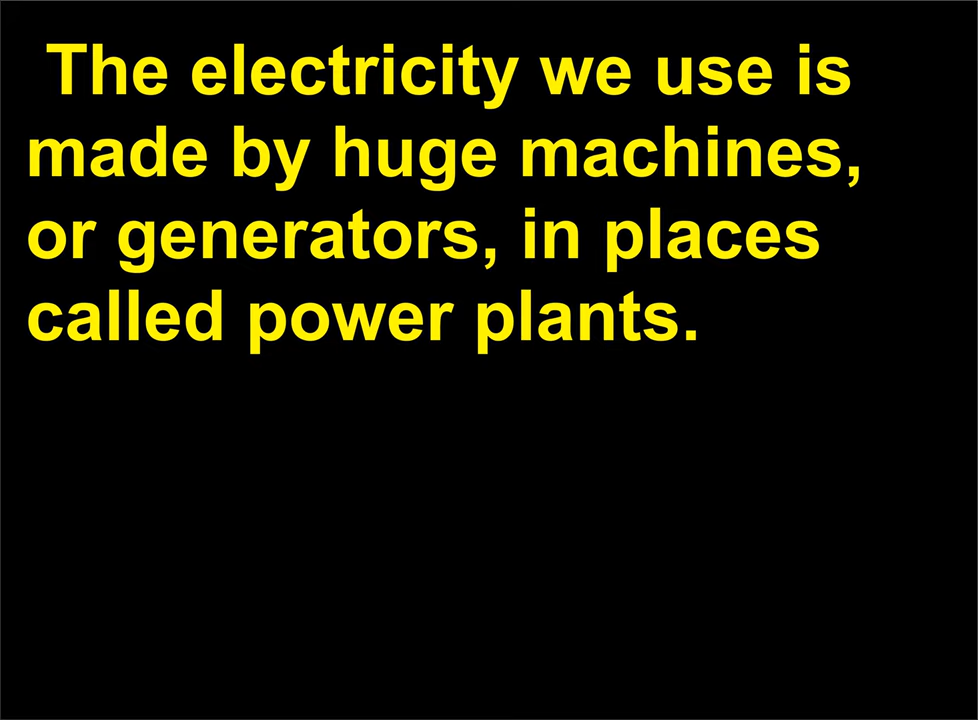 The electricity we use is
made by huge machines,
or generators, in places
called power plants.